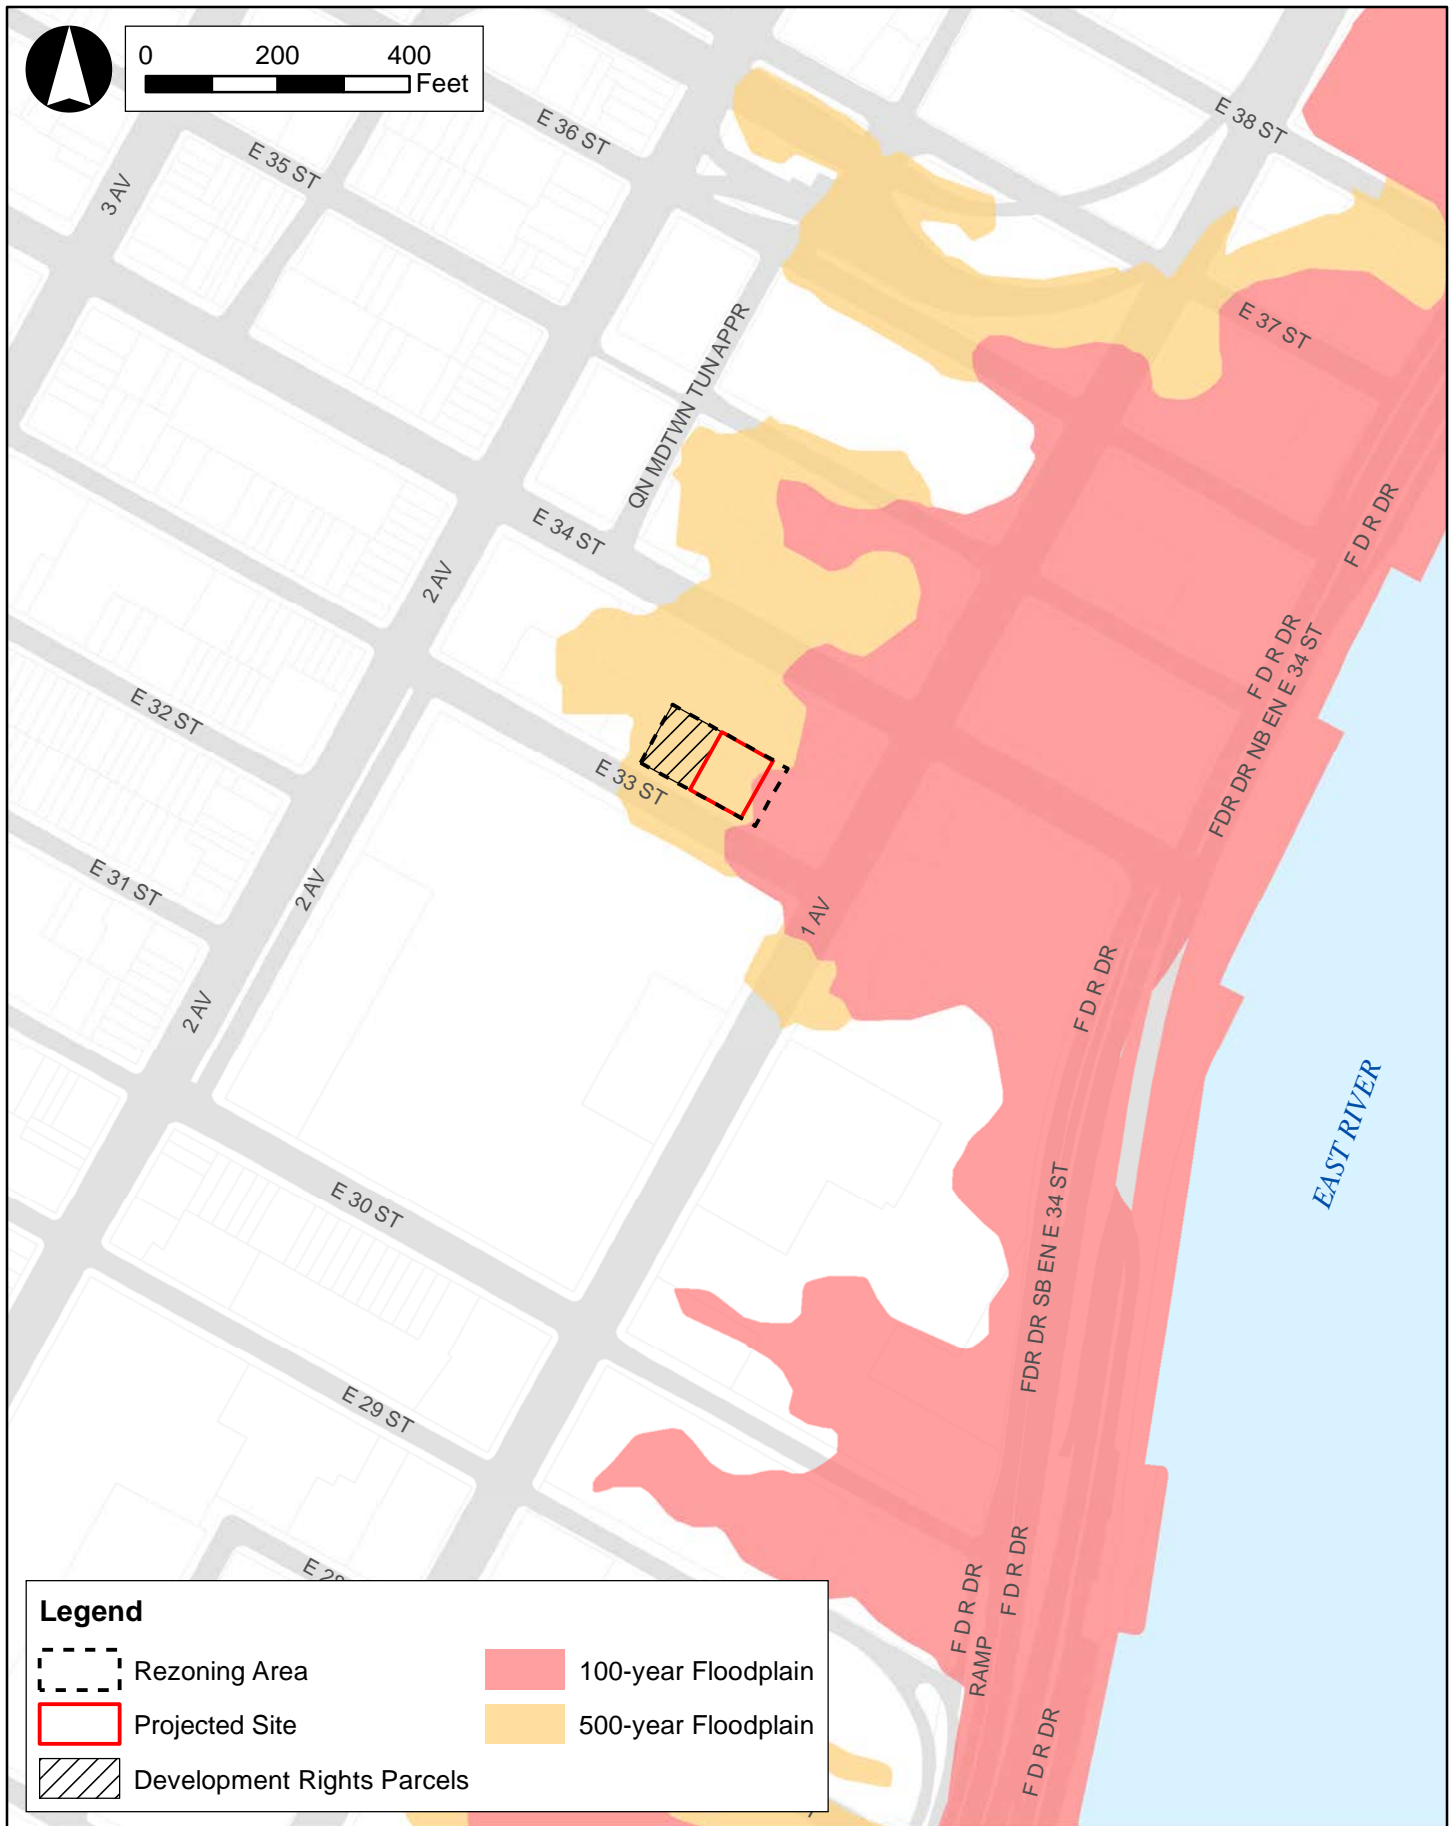 0 200 400
Feet
E 38 ST
E 36 ST
E 35 ST
3 AV
E 37 ST
QN MDTWN TUN APPR
F D R DR
E 34 ST
2 AV
F D R DR
FDR DR NB EN E 34 ST
E 32 ST
E 33 ST
E 31 ST
2 AV
1 AV
2 AV
F D R DR
EAST RIVER
E 30 ST
FDR DR SB EN E 34 ST
E 29 ST
F D R DR
F D R DR
RAMP
F D R DR
Legend
Rezoning Area
100-year Floodplain
Projected Site
500-year Floodplain
Development Rights Parcels